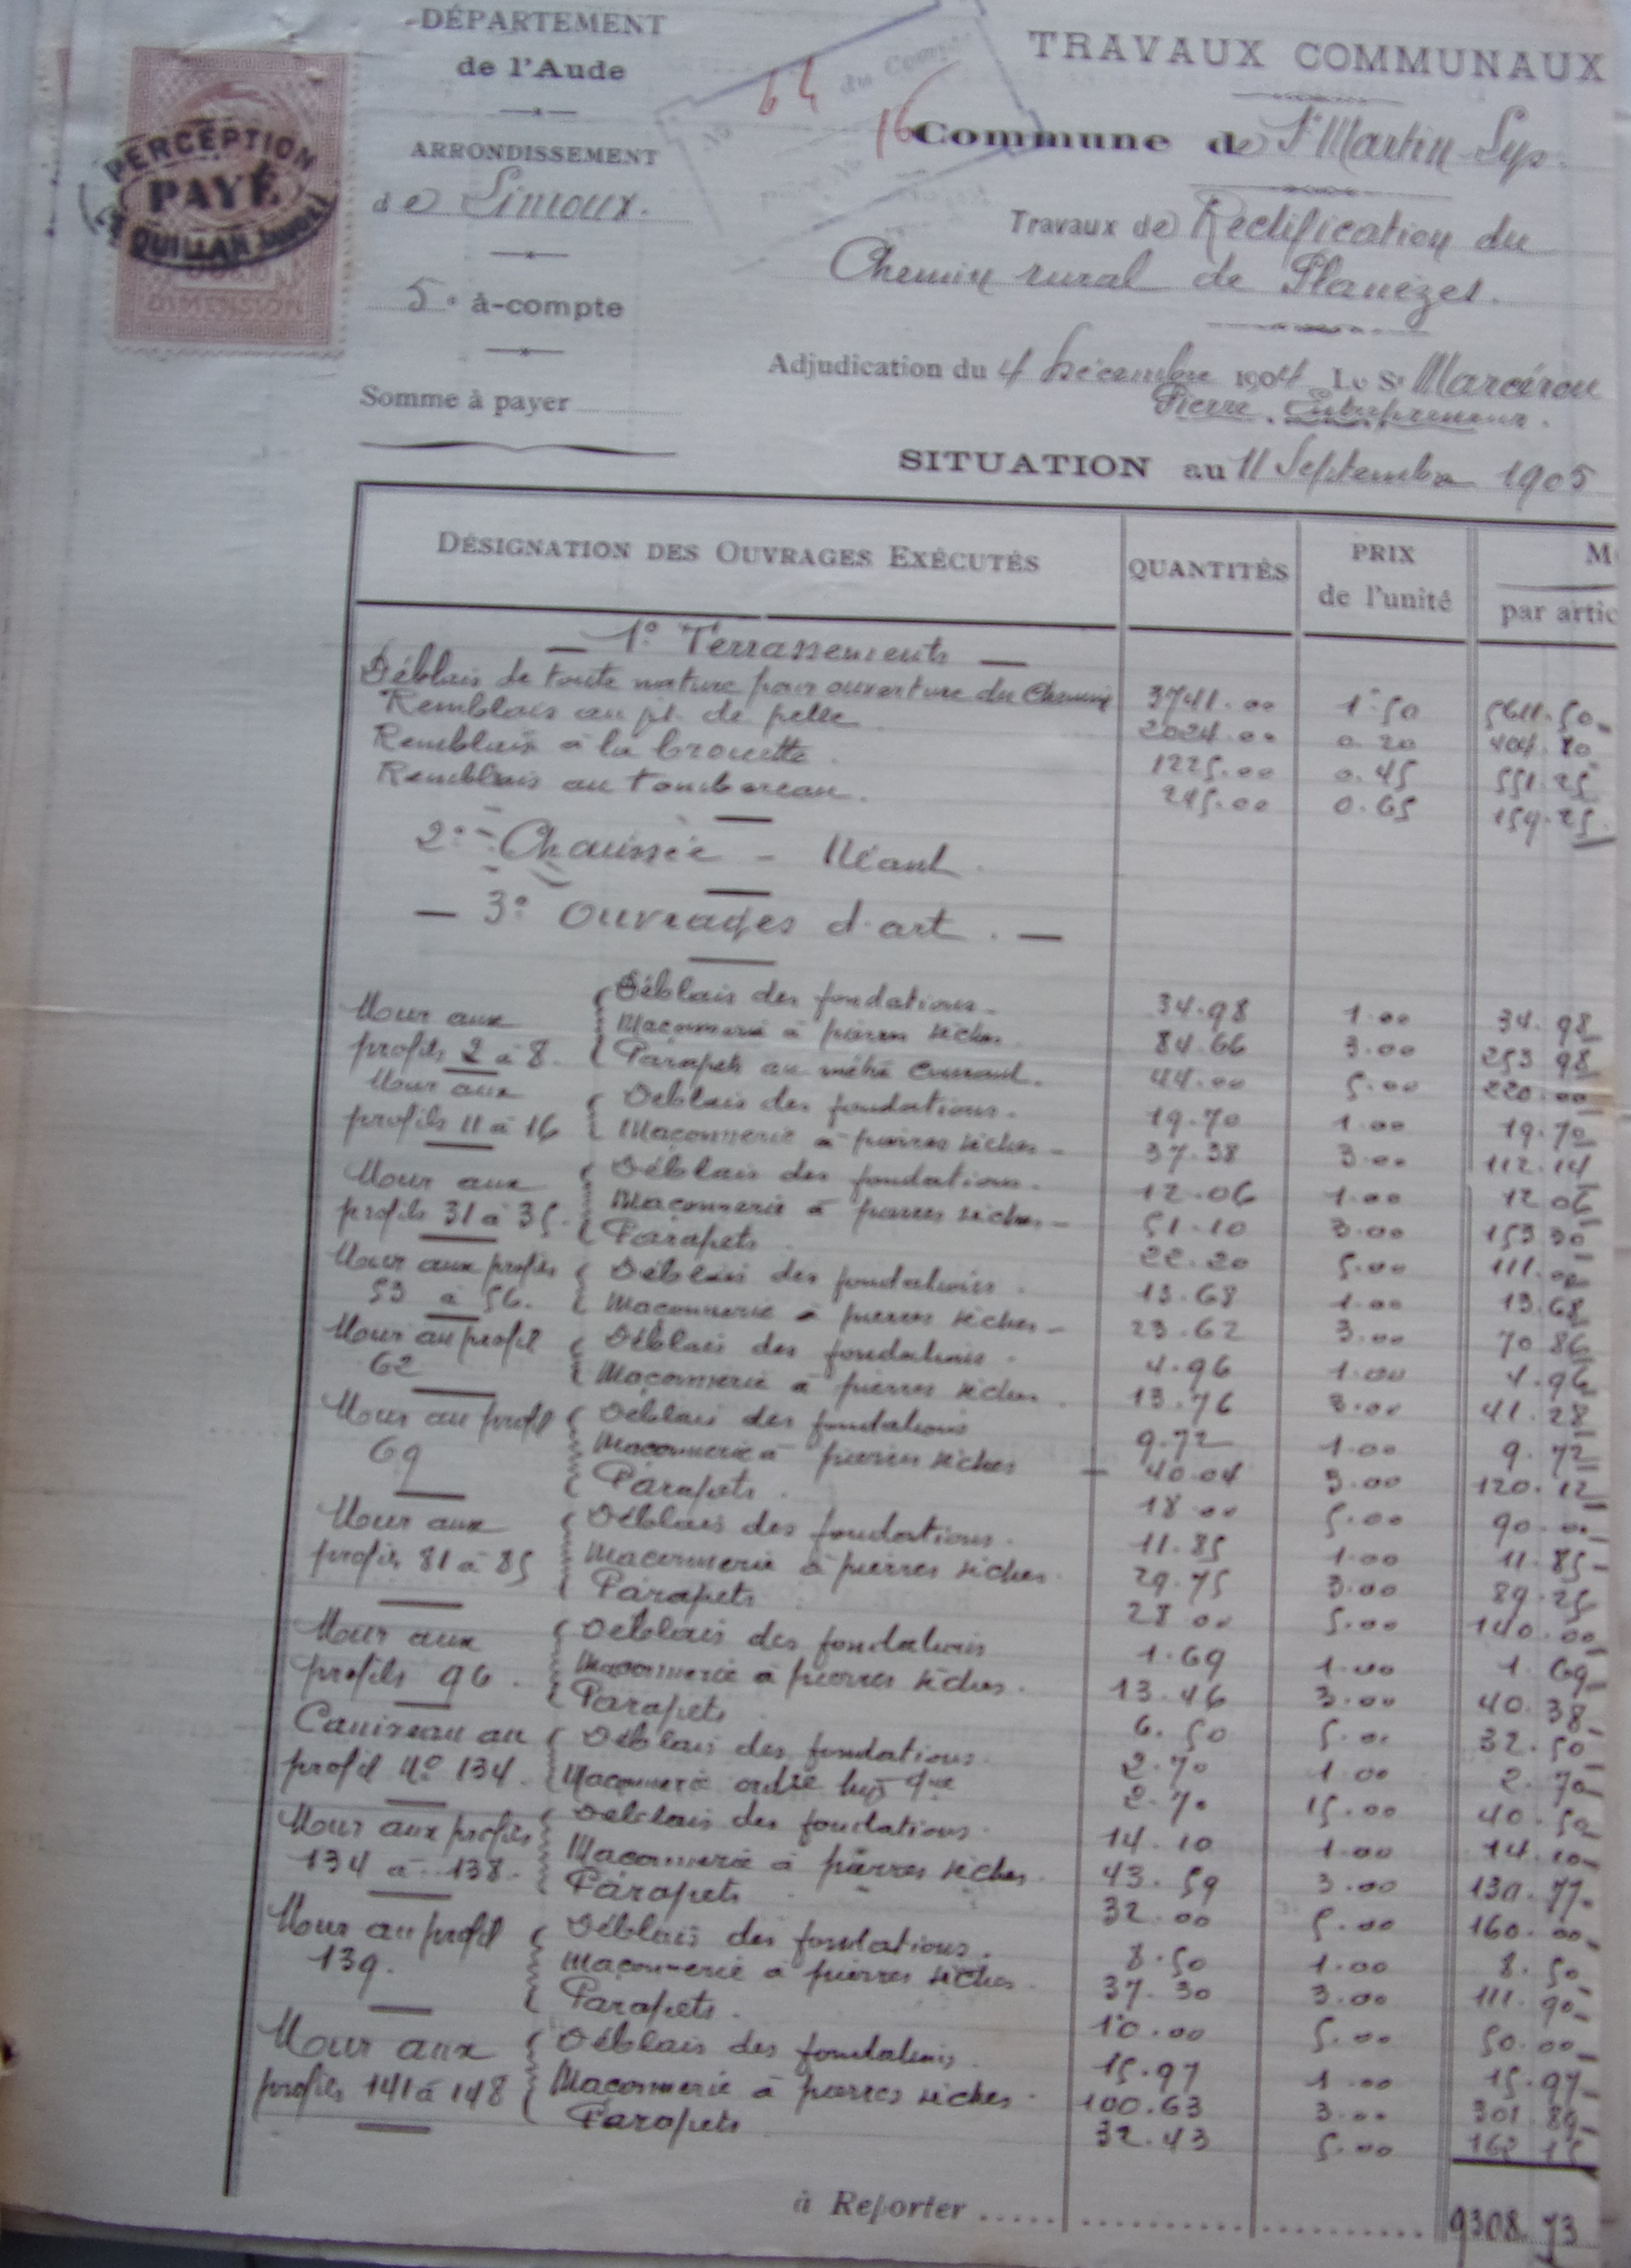 DÉPARTEMENT
de l'Aude
ARRONDISSEMENT
de Limoux.
5e à-compte
Somme à payer
PERCEPTION
PAYÉ
QUILLAN (AUDE)
DIMENSION
No du Compte
64
16
TRAVAUX COMMUNAUX
Commune de St Martin-Lys.
Travaux de Rectification du
Chemin rural de Planèzes.
Adjudication du 4 Décembre 1904 Le Sr Marcérou
Pierre, Entrepreneur.
SITUATION au 11 Septembre 1905
DÉSIGNATION DES OUVRAGES EXÉCUTÉS QUANTITÉS PRIX de l'unité M par artic
— 1° Terrassements —
Déblais de toute nature pour ouverture du Chemin 3741.00 1.50 5611.50
Remblais au jet de pelle 2024.00 0.20 404.80
Remblais à la brouette. 1225.00 0.45 551.25
Remblais au tombereau. 245.00 0.65 159.25
2° - Chaussée - Néant.
— 3° Ouvrages d'art. —
Mur aux profils 2 à 8. Déblais des fondations 34.98 1.00 34.98
Maçonnerie à pierres sèches 84.66 3.00 253.98
Parapets au mètre courant. 44.00 5.00 220.00
Mur aux profils 11 à 16 Déblais des fondations. 19.70 1.00 19.70
Maçonnerie à pierres sèches 37.38 3.00 112.14
Mur aux profils 31 à 35. Déblais des fondations. 12.06 1.00 12.06
Maçonnerie à pierres sèches 51.10 3.00 153.30
Parapets 22.20 5.00 111.00
Mur aux profils 53 à 56. Déblais des fondations. 13.68 1.00 13.68
Maçonnerie à pierres sèches 23.62 3.00 70.86
Mur au profil 62 Déblais des fondations. 4.96 1.00 4.96
Maçonnerie à pierres sèches. 13.76 3.00 41.28
Mur au profil 69 Déblais des fondations 9.72 1.00 9.72
Maçonnerie à pierres sèches 40.04 3.00 120.12
Parapets. 18.00 5.00 90.00
Mur aux profils 81 à 85 Déblais des fondations. 11.85 1.00 11.85
Maçonnerie à pierres sèches. 29.75 3.00 89.25
Parapets 28.00 5.00 140.00
Mur aux profils 96. Déblais des fondations 1.69 1.00 1.69
Maçonnerie à pierres sèches. 13.46 3.00 40.38
Parapets 6.50 5.00 32.50
Caniveau au profil No 134. Déblais des fondations. 2.70 1.00 2.70
Maçonnerie ordre hyd que 2.70 15.00 40.50
Mur aux profils 134 à 138. Déblais des fondations. 14.10 1.00 14.10
Maçonnerie à pierres sèches. 43.59 3.00 130.77
Parapets 32.00 5.00 160.00
Mur au profil 139. Déblais des fondations. 8.50 1.00 8.50
Maçonnerie à pierres sèches. 37.30 3.00 111.90
Parapets. 10.00 5.00 50.00
Mur aux profils 141 à 148 Déblais des fondations. 15.97 1.00 15.97
Maçonnerie à pierres sèches. 100.63 3.00 301.89
Parapets 32.43 5.00 162.15
à Reporter ..... 9308.73